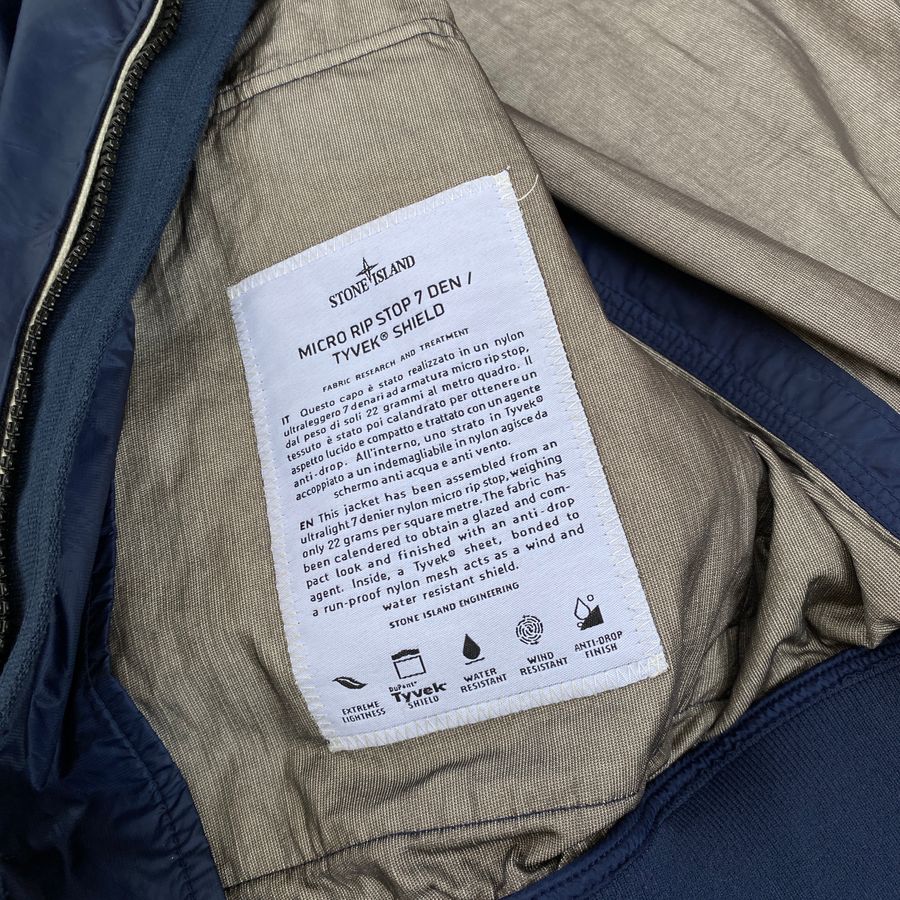 STONE ISLAND
MICRO RIP STOP 7 DEN /
TYVEK® SHIELD
FABRIC RESEARCH AND TREATMENT
IT Questo capo è stato realizzato in un nylon
ultraleggero 7 denari ad armatura micro rip stop,
dal peso di soli 22 grammi al metro quadro. Il
tessuto è stato poi calandrato per ottenere un
aspetto lucido e compatto e trattato con un agente
anti-drop. All'interno, uno strato in Tyvek®
accoppiato a un indemagliabile in nylon agisce da
schermo anti acqua e anti vento.
EN This jacket has been assembled from an
ultralight 7 denier nylon micro rip stop, weighing
only 22 grams per square metre. The fabric has
been calendered to obtain a glazed and com-
pact look and finished with an anti-drop
agent. Inside, a Tyvek® sheet, bonded to
a run-proof nylon mesh acts as a wind and
water resistant shield.
STONE ISLAND ENGINEERING
EXTREME
LIGHTNESS
DuPont™
Tyvek®
SHIELD
WATER
RESISTANT
WIND
RESISTANT
ANTI-DROP
FINISH